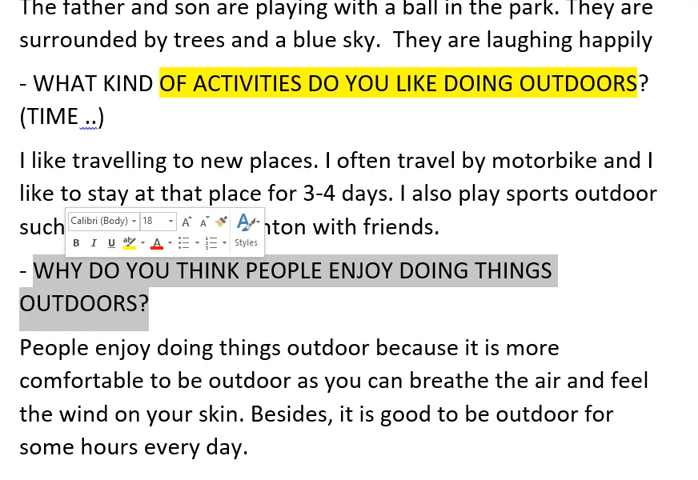 The father and son are playing with a ball in the park. They are
surrounded by trees and a blue sky.  They are laughing happily
- WHAT KIND OF ACTIVITIES DO YOU LIKE DOING OUTDOORS?
(TIME ..)
I like travelling to new places. I often travel by motorbike and I
like to stay at that place for 3-4 days. I also play sports outdoor
such
with friends.
Calibri (Body) 18
B I U ab A Styles
- WHY DO YOU THINK PEOPLE ENJOY DOING THINGS
OUTDOORS?
People enjoy doing things outdoor because it is more
comfortable to be outdoor as you can breathe the air and feel
the wind on your skin. Besides, it is good to be outdoor for
some hours every day.